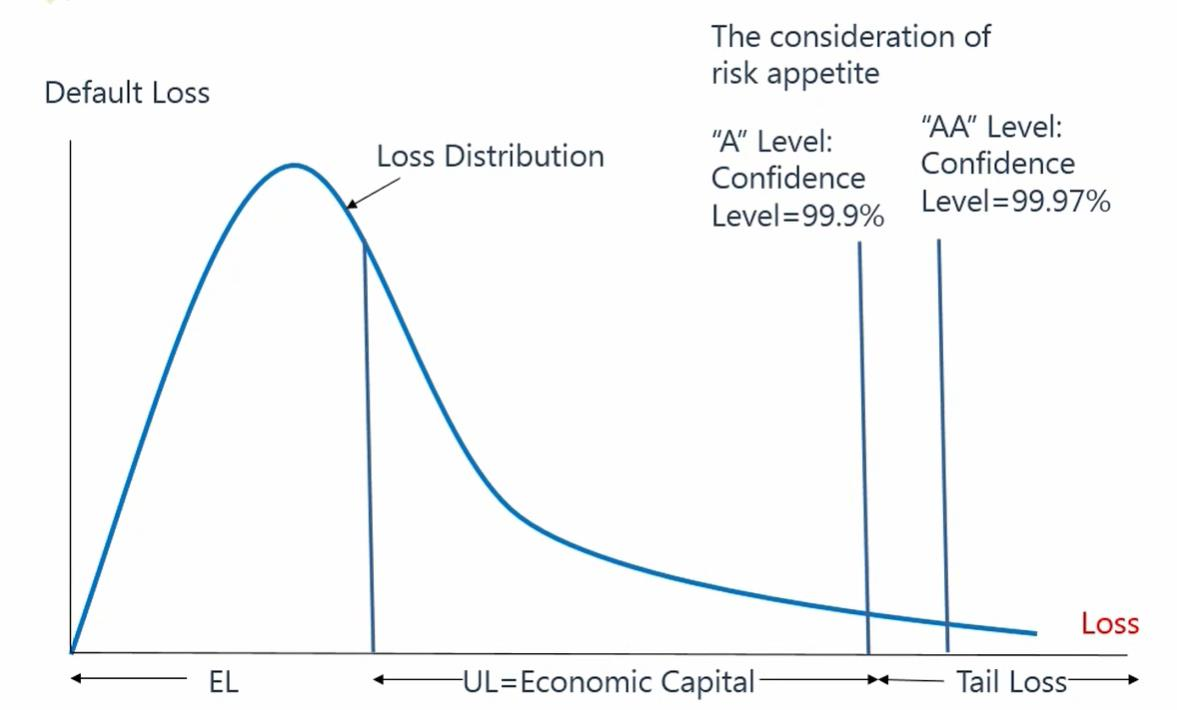 The consideration of
risk appetite
Default Loss
"AA" Level:
Confidence
Level=99.97%
"A" Level:
Confidence
Level=99.9%
Loss Distribution
Loss
EL
UL=Economic Capital
Tail Loss